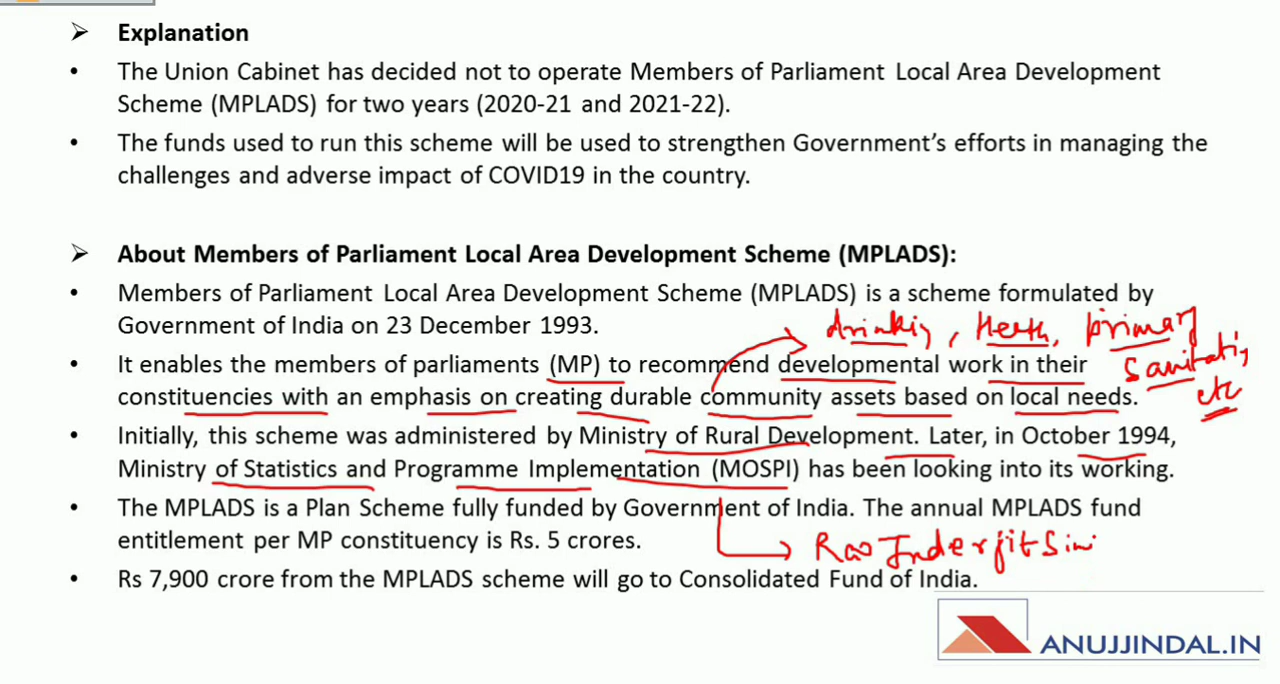 ➤ Explanation
• The Union Cabinet has decided not to operate Members of Parliament Local Area Development
Scheme (MPLADS) for two years (2020-21 and 2021-22).
• The funds used to run this scheme will be used to strengthen Government's efforts in managing the
challenges and adverse impact of COVID19 in the country.
➤ About Members of Parliament Local Area Development Scheme (MPLADS):
• Members of Parliament Local Area Development Scheme (MPLADS) is a scheme formulated by
Government of India on 23 December 1993.
, primary
• It enables the members of parliaments (MP) to recommend developmental work in their
constituencies with an emphasis on creating durable community assets based on local needs.
etc
• Initially, this scheme was administered by Ministry of Rural Development. Later, in October 1994,
Ministry of Statistics and Programme Implementation (MOSPI) has been looking into its working.
• The MPLADS is a Plan Scheme fully funded by Government of India. The annual MPLADS fund
entitlement per MP constituency is Rs. 5 crores.
Rao Inderjit Sin
• Rs 7,900 crore from the MPLADS scheme will go to Consolidated Fund of India.
ANUJJINDAL.IN